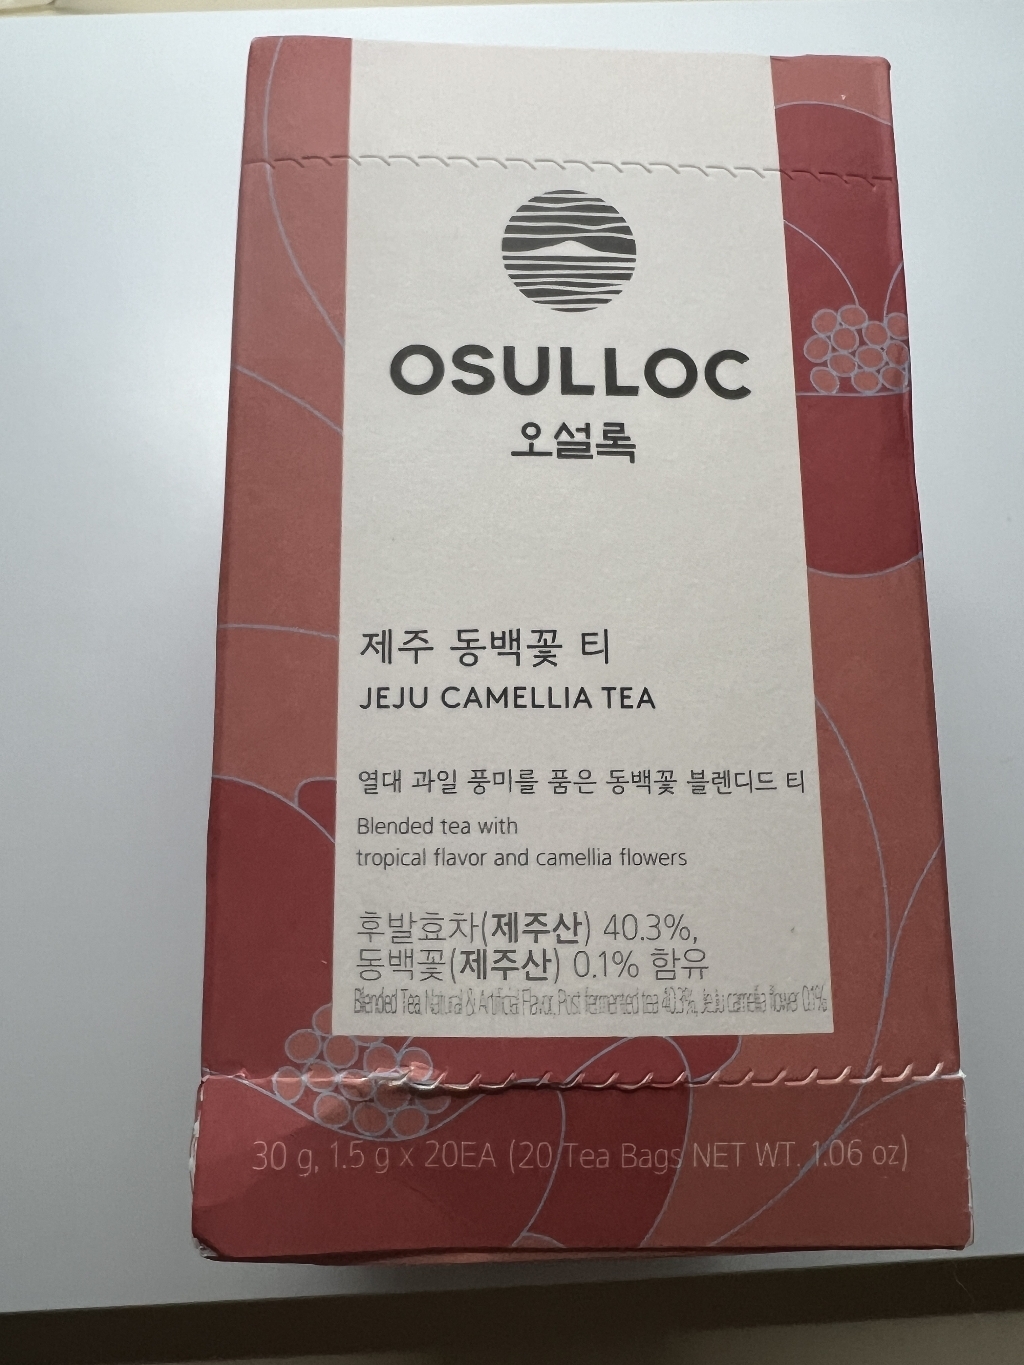 OSULLOC
오설록
제주 동백꽃 티
JEJU CAMELLIA TEA
열대 과일 풍미를 품은 동백꽃 블렌디드 티
Blended tea with
tropical flavor and camellia flowers
후발효차(제주산) 40.3%,
동백꽃(제주산) 0.1% 함유
Blended Tea Natural & Artificial Flavor, Post fermented tea 40.3%, Jeju camellia flower 0.1%
30 g, 1.5 g x 20EA (20 Tea Bags NET WT. 1.06 oz)